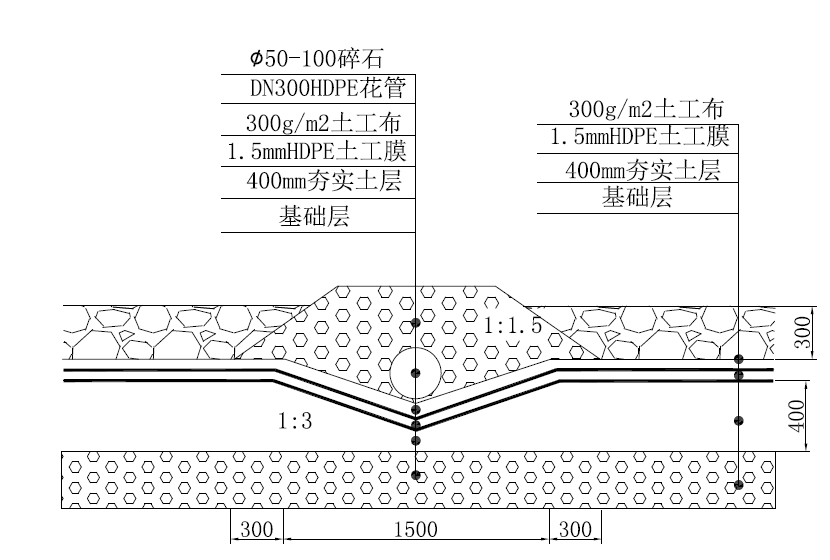 ϕ50-100碎石
DN300HDPE花管
300g/m2土工布
1.5mmHDPE土工膜
400mm夯实土层
基础层
300g/m2土工布
1.5mmHDPE土工膜
400mm夯实土层
基础层
1:1.5
300
1:3
400
300
1500
300